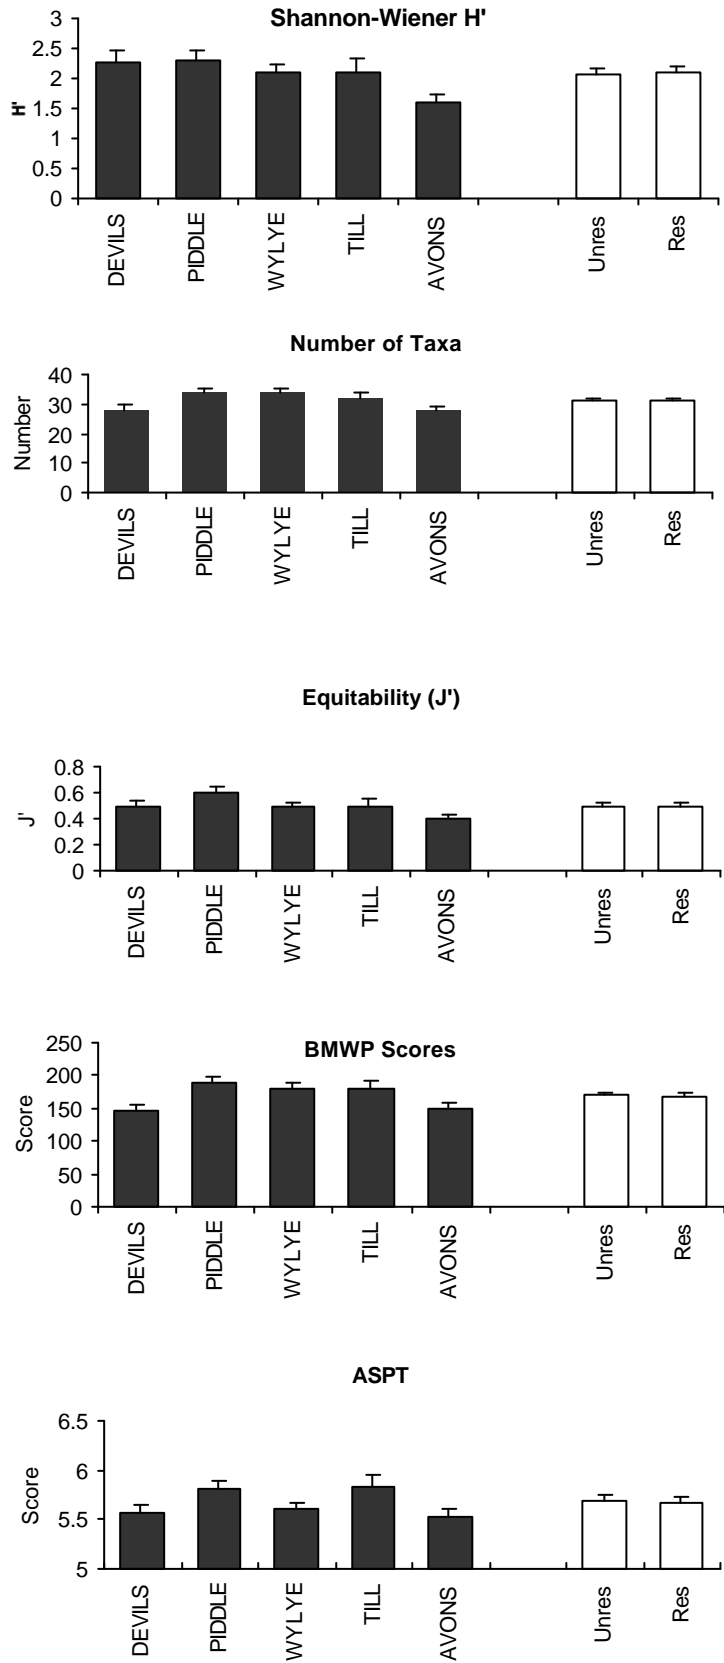 Shannon-Wiener H'
3
2.5
2
1.5
1
0.5
0
H'
DEVILS PIDDLE WYLYE TILL AVONS Unres Res
Number of Taxa
40
30
20
10
0
Number
DEVILS PIDDLE WYLYE TILL AVONS Unres Res
Equitability (J')
0.8
0.6
0.4
0.2
0
J'
DEVILS PIDDLE WYLYE TILL AVONS Unres Res
BMWP Scores
250
200
150
100
50
0
Score
DEVILS PIDDLE WYLYE TILL AVONS Unres Res
ASPT
6.5
6
5.5
5
Score
DEVILS PIDDLE WYLYE TILL AVONS Unres Res